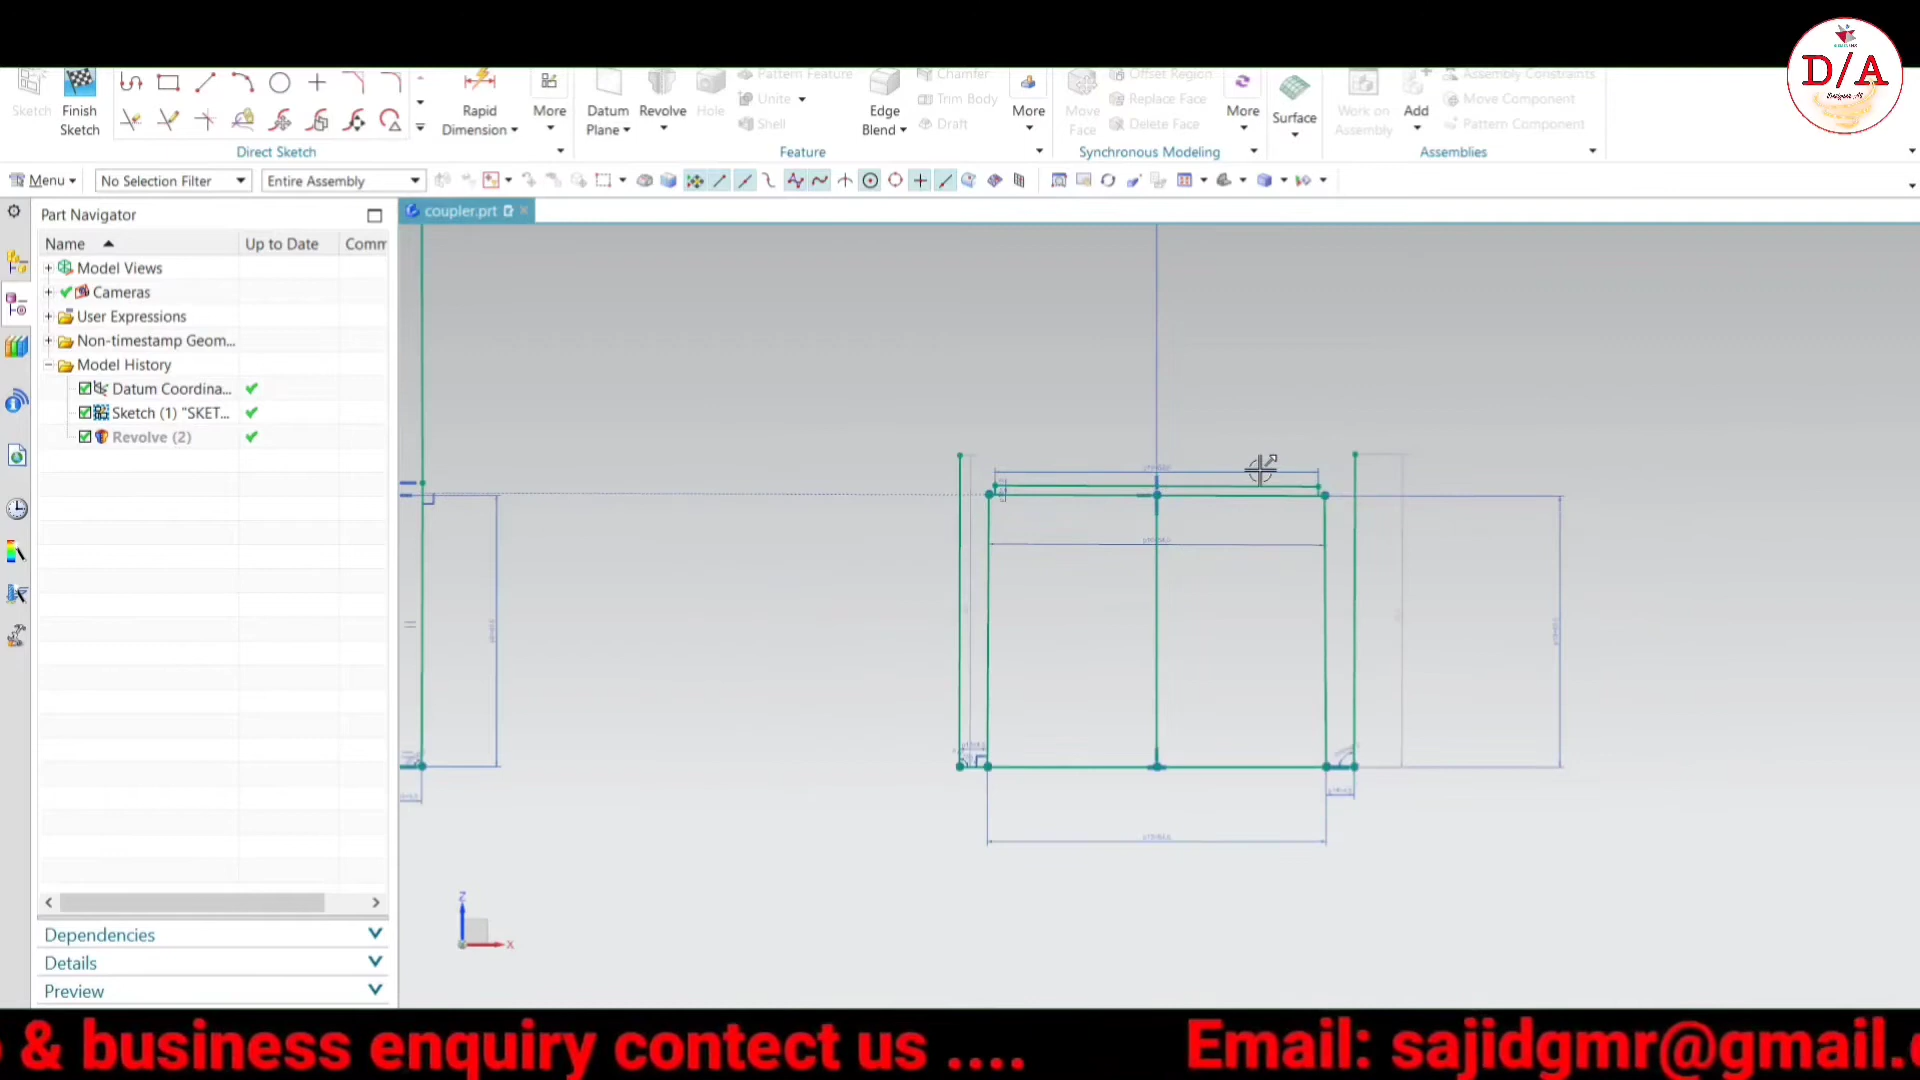 D/A
Sketch
Finish
Sketch
Rapid
Dimension
More
Datum
Plane
Revolve
Hole
Pattern Feature
Unite
Shell
Edge
Blend
Chamfer
Trim Body
Draft
More
Move
Face
Offset Region
Replace Face
Delete Face
More
Surface
Work on
Assembly
Add
Assembly Constraints
Move Component
Pattern Component
Direct Sketch
Feature
Synchronous Modeling
Assemblies
Menu
No Selection Filter
Entire Assembly
Part Navigator
coupler.prt
Name
Up to Date
Comm
Model Views
Cameras
User Expressions
Non-timestamp Geom...
Model History
Datum Coordina...
Sketch (1) "SKET...
Revolve (2)
Z
X
Dependencies
Details
Preview
& business enquiry contect us .... Email: sajidgmr@gmail.